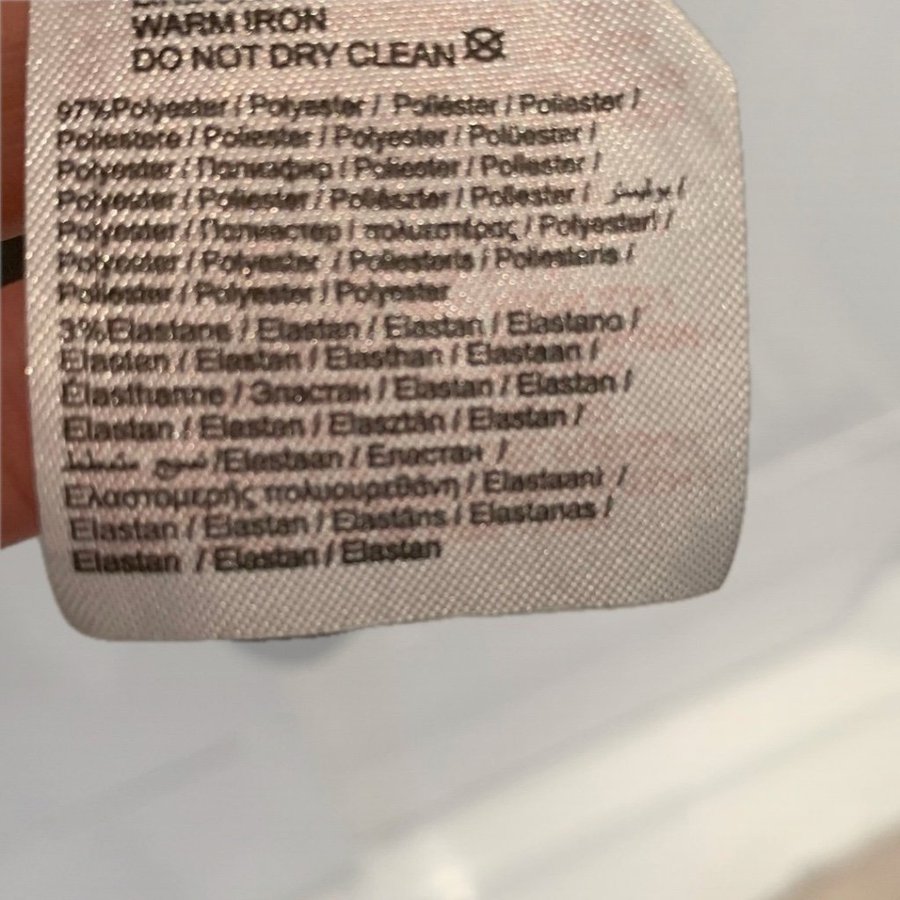 WARM IRON
DO NOT DRY CLEAN
97%Polyester / Polyester / Poliéster / Poliester /
Poliestere / Poliester / Polyester / Polüester /
Polyester / Полиэфир / Poliester / Poliester /
Polyester / Poliester / Poliészter / Poliester / بوليستر /
Polyester / Полиестер / πολυεστέρας / Polyesteri /
Polyester / Polyester / Poliesteris / Poliesteris /
Poliester / Polyester / Polyester
3%Elastane / Elastan / Elastan / Elastano /
Elasten / Elastan / Elasthan / Elastaan /
Élasthanne / Эластан / Elastan / Elastan /
Elastan / Elastan / Elasztán / Elastan /
نسيج مطاط /Elastaan / Еластан /
Ελαστομερής πολυουρεθάνη / Elastaani /
Elastan / Elastan / Elastāns / Elastanas /
Elastan / Elastan / Elastan